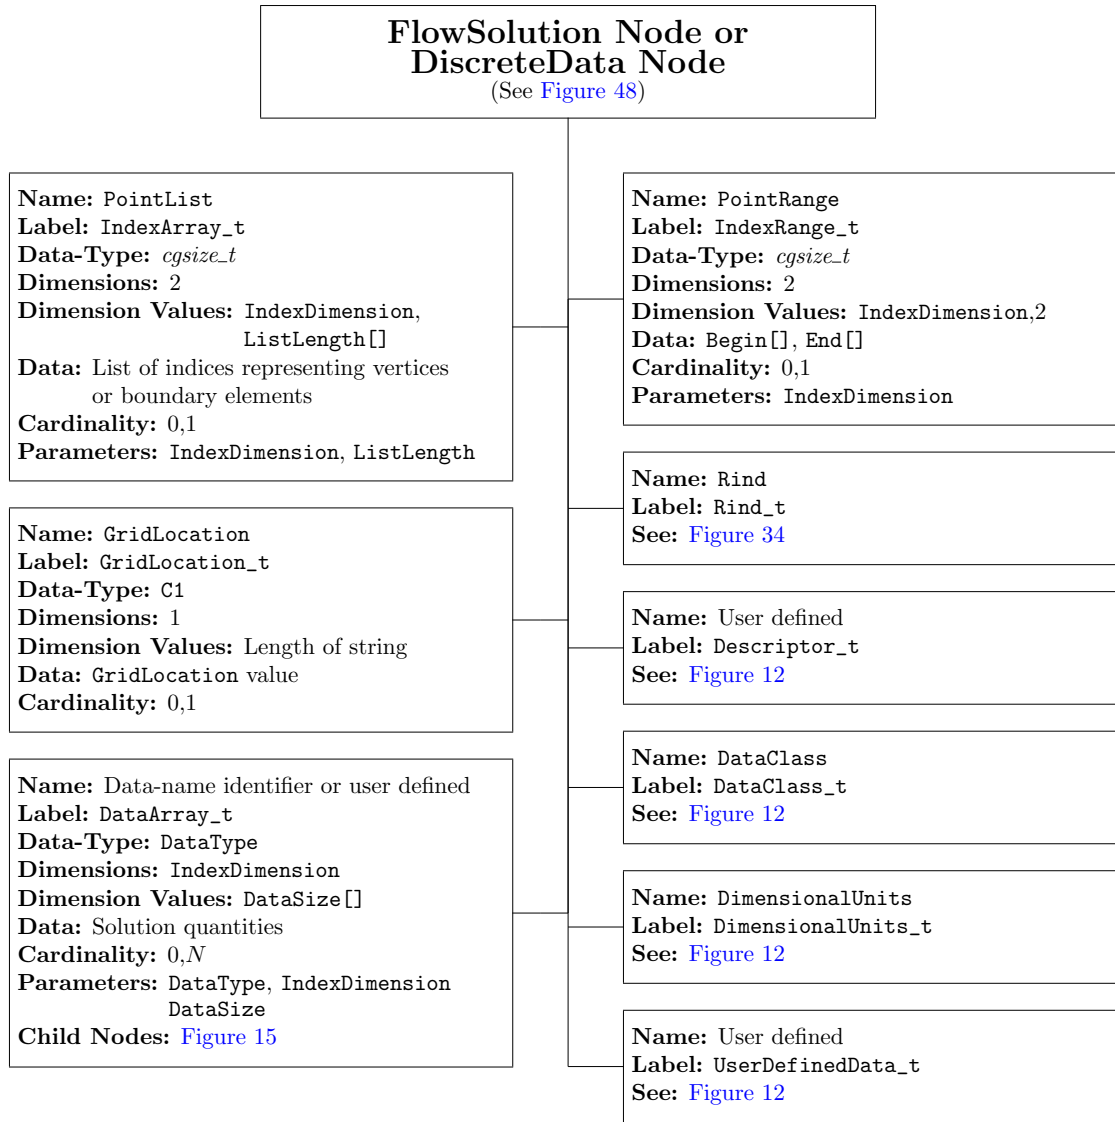 FlowSolution Node or
DiscreteData Node
(See Figure 48)
Name: PointList
Label: IndexArray_t
Data-Type: cgsize_t
Dimensions: 2
Dimension Values: IndexDimension,
ListLength[]
Data: List of indices representing vertices
or boundary elements
Cardinality: 0,1
Parameters: IndexDimension, ListLength
Name: GridLocation
Label: GridLocation_t
Data-Type: C1
Dimensions: 1
Dimension Values: Length of string
Data: GridLocation value
Cardinality: 0,1
Name: Data-name identifier or user defined
Label: DataArray_t
Data-Type: DataType
Dimensions: IndexDimension
Dimension Values: DataSize[]
Data: Solution quantities
Cardinality: 0,N
Parameters: DataType, IndexDimension
DataSize
Child Nodes: Figure 15
Name: PointRange
Label: IndexRange_t
Data-Type: cgsize_t
Dimensions: 2
Dimension Values: IndexDimension,2
Data: Begin[], End[]
Cardinality: 0,1
Parameters: IndexDimension
Name: Rind
Label: Rind_t
See: Figure 34
Name: User defined
Label: Descriptor_t
See: Figure 12
Name: DataClass
Label: DataClass_t
See: Figure 12
Name: DimensionalUnits
Label: DimensionalUnits_t
See: Figure 12
Name: User defined
Label: UserDefinedData_t
See: Figure 12